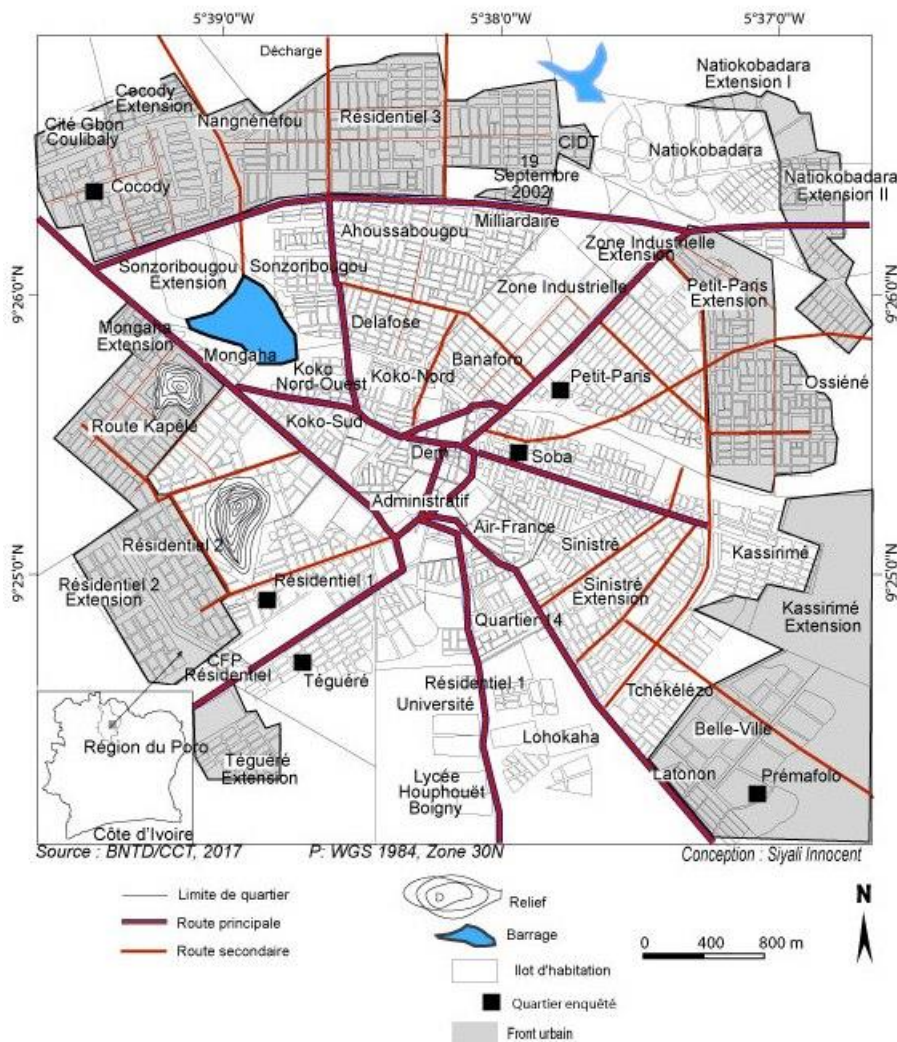 5°39'0"W
5°38'0"W
5°37'0"W
Décharge
Natiokobadara
Extension I
Cocody
Extension
Cité Gbon
Coulibaly
Nangnénéfou
Résidentiel 3
CIDT
Natiokobadara
Cocody
19
Septembre
2002
Natiokobadara
Extension II
Milliardaire
Ahoussabougou
Zone Industrielle
Extension
Sonzoribougou
Extension
Sonzoribougou
9°26'0"N
9°26'0"N
Zone Industrielle
Petit-Paris
Extension
Mongaha
Extension
Delafose
Mongaha
Banaforo
Koko
Nord-Ouest
Koko-Nord
Petit-Paris
Ossiéné
Route Kapélé
Koko-Sud
Dem
Soba
Administratif
Air-France
Résidentiel 2
Sinistré
Kassirimé
9°25'0"N
9°25'0"N
Résidentiel 2
Extension
Résidentiel 1
Sinistré
Extension
Kassirimé
Extension
Quartier 14
CFP
Résidentiel
Téguéré
Résidentiel 1
Tchékélézo
Université
Belle-Ville
Région du Poro
Lohokaha
Téguéré
Extension
Latonon
Prémafolo
Lycée
Houphouët
Boigny
Côte d'Ivoire
Source : BNTD/CCT, 2017
P: WGS 1984, Zone 30N
Conception : Siyali Innocent
Limite de quartier
Route principale
Route secondaire
Relief
Barrage
Ilot d'habitation
Quartier enquêté
Front urbain
N
0 400 800 m